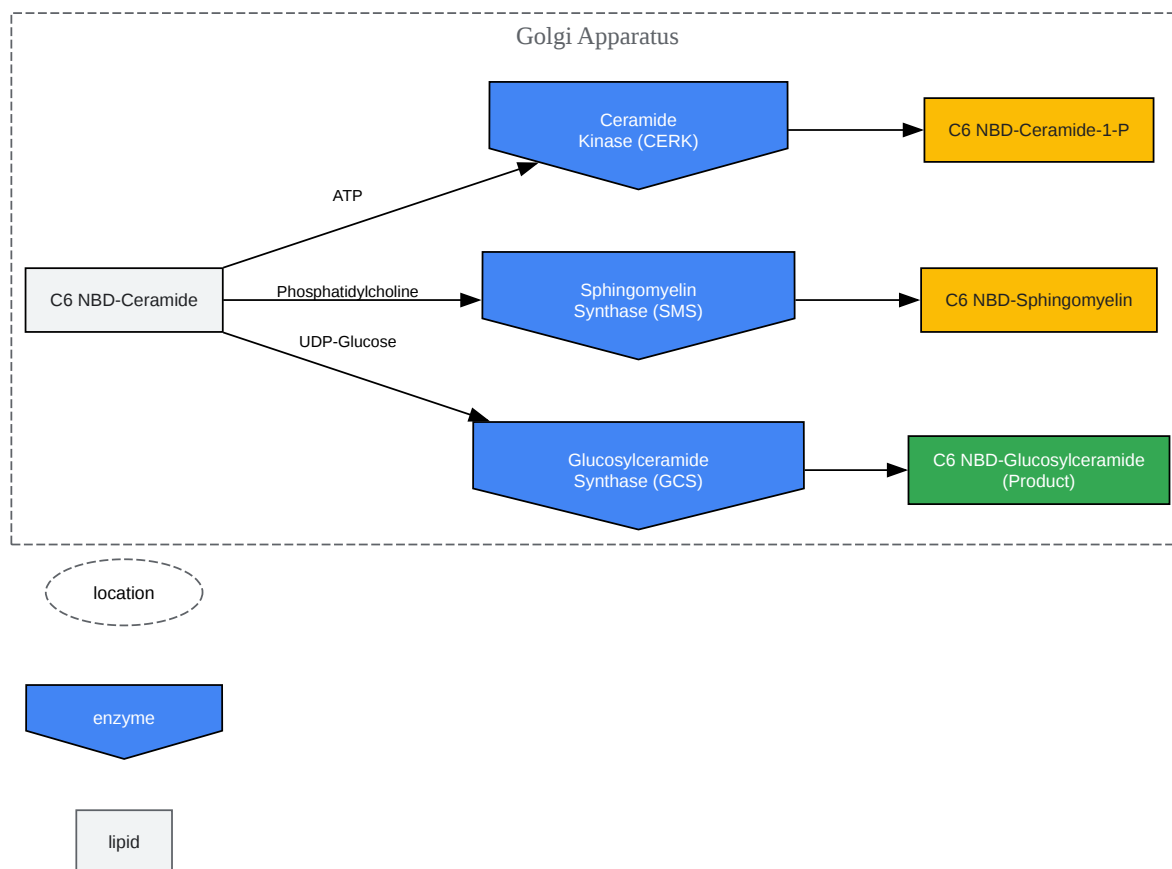 Golgi Apparatus
Ceramide
Kinase (CERK)
C6 NBD-Ceramide-1-P
ATP
C6 NBD-Ceramide
Phosphatidylcholine
Sphingomyelin
Synthase (SMS)
C6 NBD-Sphingomyelin
UDP-Glucose
Glucosylceramide
Synthase (GCS)
C6 NBD-Glucosylceramide
(Product)
location
enzyme
lipid